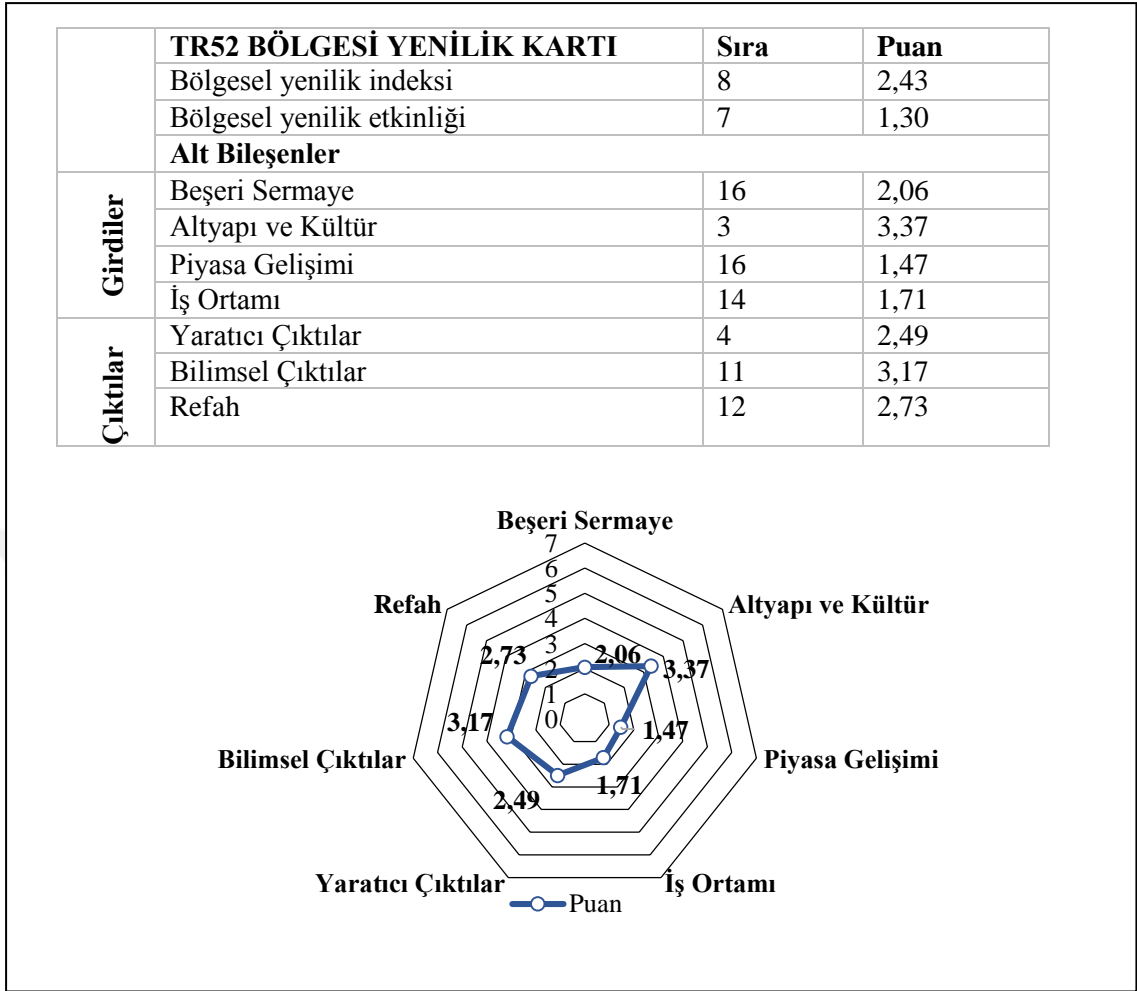 TR52 BÖLGESİ YENİLİK KARTI Sıra Puan
Bölgesel yenilik indeksi 8 2,43
Bölgesel yenilik etkinliği 7 1,30
Alt Bileşenler
Girdiler
Beşeri Sermaye 16 2,06
Altyapı ve Kültür 3 3,37
Piyasa Gelişimi 16 1,47
İş Ortamı 14 1,71
Çıktılar
Yaratıcı Çıktılar 4 2,49
Bilimsel Çıktılar 11 3,17
Refah 12 2,73
Beşeri Sermaye
7
6
Refah 5 Altyapı ve Kültür
4
3
2,73 2,06 3,37
2
1
3,17 0 1,47
Bilimsel Çıktılar Piyasa Gelişimi
2,49 1,71
Yaratıcı Çıktılar İş Ortamı
Puan